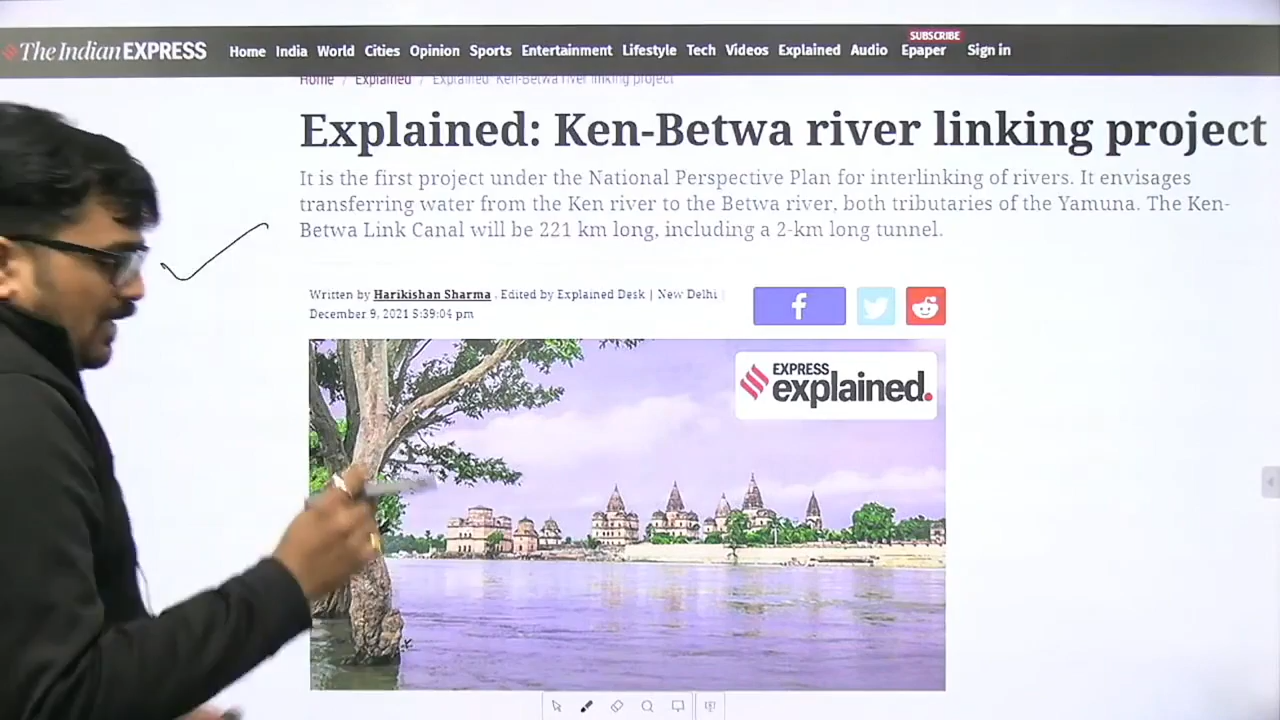 The Indian EXPRESS
Home India World Cities Opinion Sports Entertainment Lifestyle Tech Videos Explained Audio Epaper Sign in
SUBSCRIBE
Home / Explained / Explained: Ken-Betwa river linking project
Explained: Ken-Betwa river linking project
It is the first project under the National Perspective Plan for interlinking of rivers. It envisages
transferring water from the Ken river to the Betwa river, both tributaries of the Yamuna. The Ken-
Betwa Link Canal will be 221 km long, including a 2-km long tunnel.
Written by Harikishan Sharma , Edited by Explained Desk | New Delhi |
December 9, 2021 5:39:04 pm
f
EXPRESS
explained.